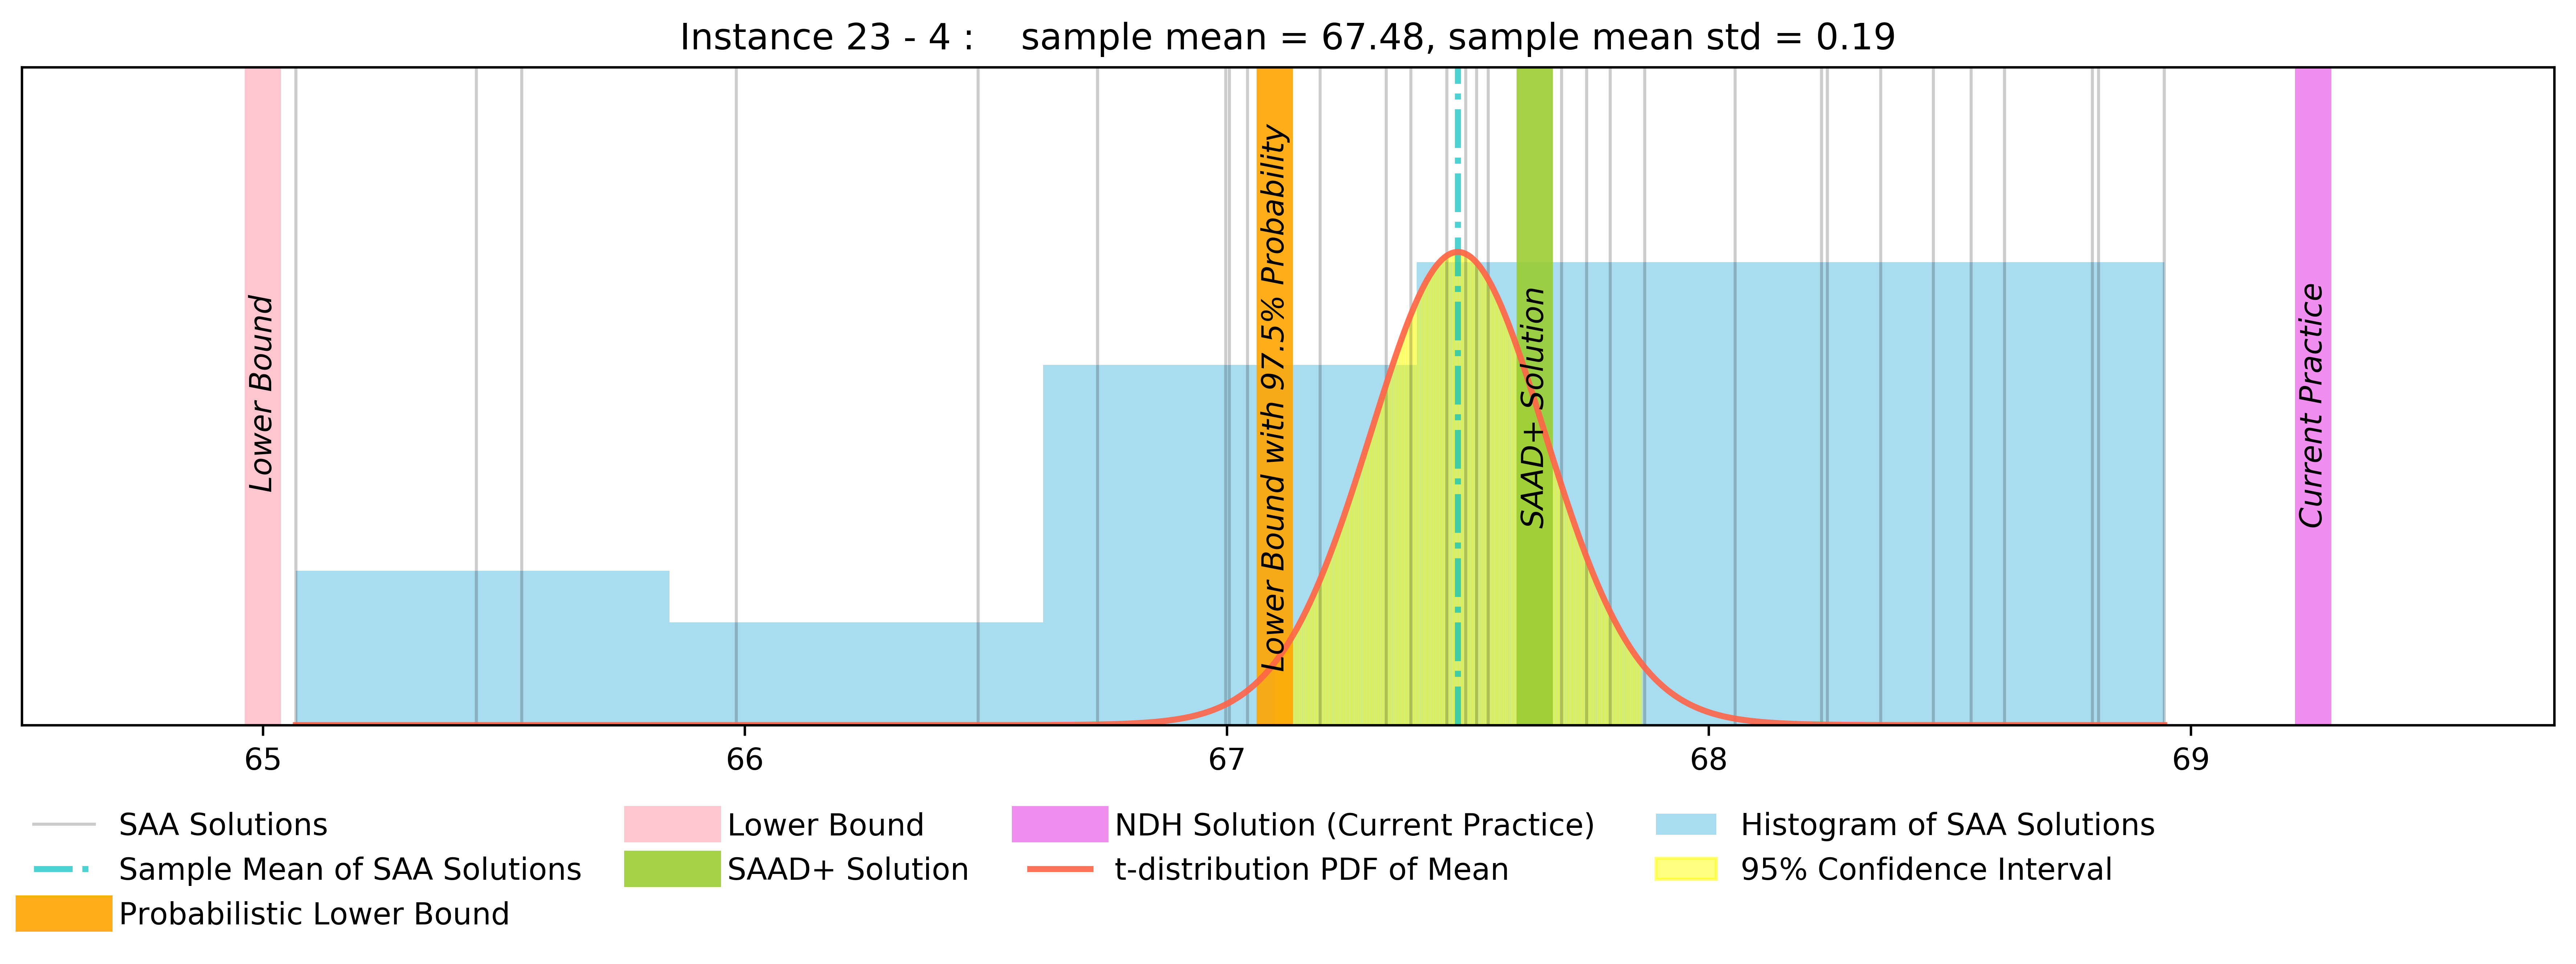 Instance 23 - 4 :    sample mean = 67.48, sample mean std = 0.19
Lower Bound
Lower Bound with 97.5% Probability
SAAD+ Solution
Current Practice
65
66
67
68
69
SAA Solutions
Sample Mean of SAA Solutions
Probabilistic Lower Bound
Lower Bound
SAAD+ Solution
NDH Solution (Current Practice)
t-distribution PDF of Mean
Histogram of SAA Solutions
95% Confidence Interval